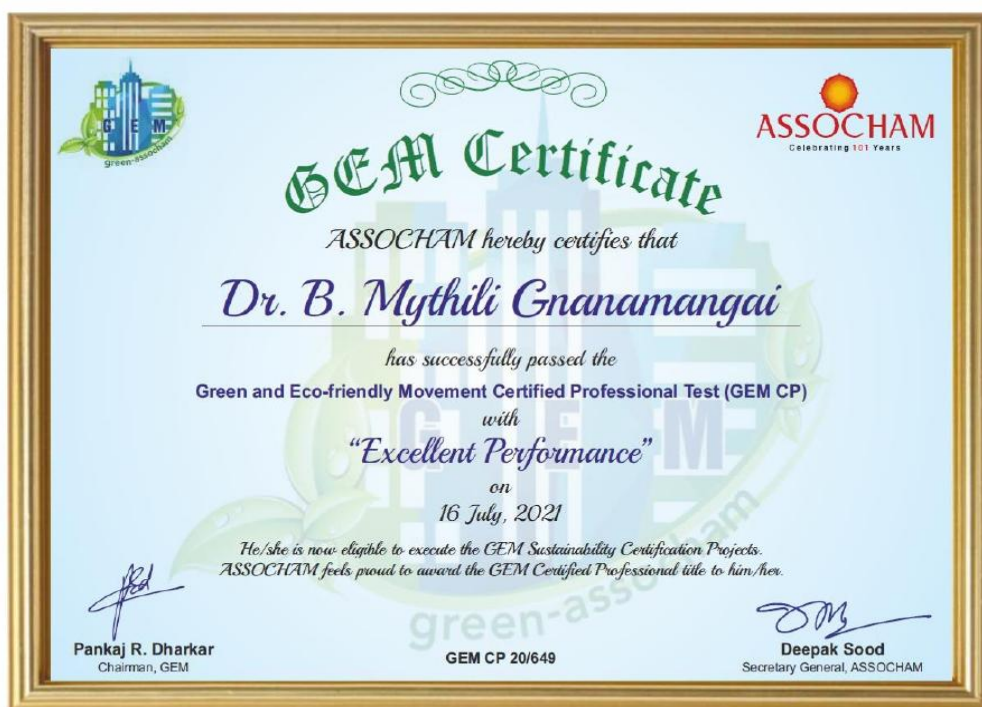 G E M
green-assocham
ASSOCHAM
Celebrating 101 Years
GEM Certificate
ASSOCHAM hereby certifies that
Dr. B. Mythili Gnanamangai
has successfully passed the
Green and Eco-friendly Movement Certified Professional Test (GEM CP)
with
“Excellent Performance”
on
16 July, 2021
He/she is now eligible to execute the GEM Sustainability Certification Projects.
ASSOCHAM feels proud to award the GEM Certified Professional title to him/her.
G E M
green-assocham
Pankaj R. Dharkar
Chairman, GEM
GEM CP 20/649
Deepak Sood
Secretary General, ASSOCHAM